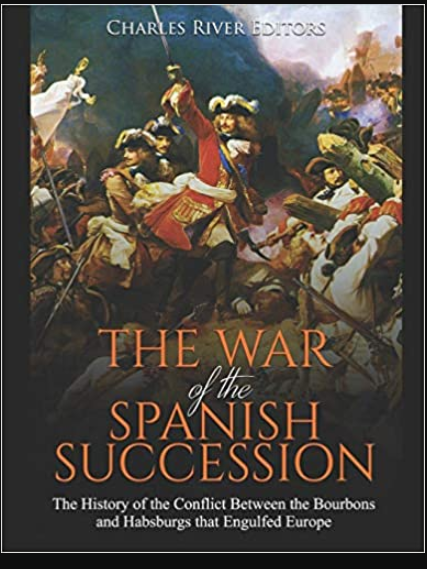 CHARLES RIVER EDITORS
THE WAR
of the
SPANISH
SUCCESSION
The History of the Conflict Between the Bourbons
and Habsburgs that Engulfed Europe